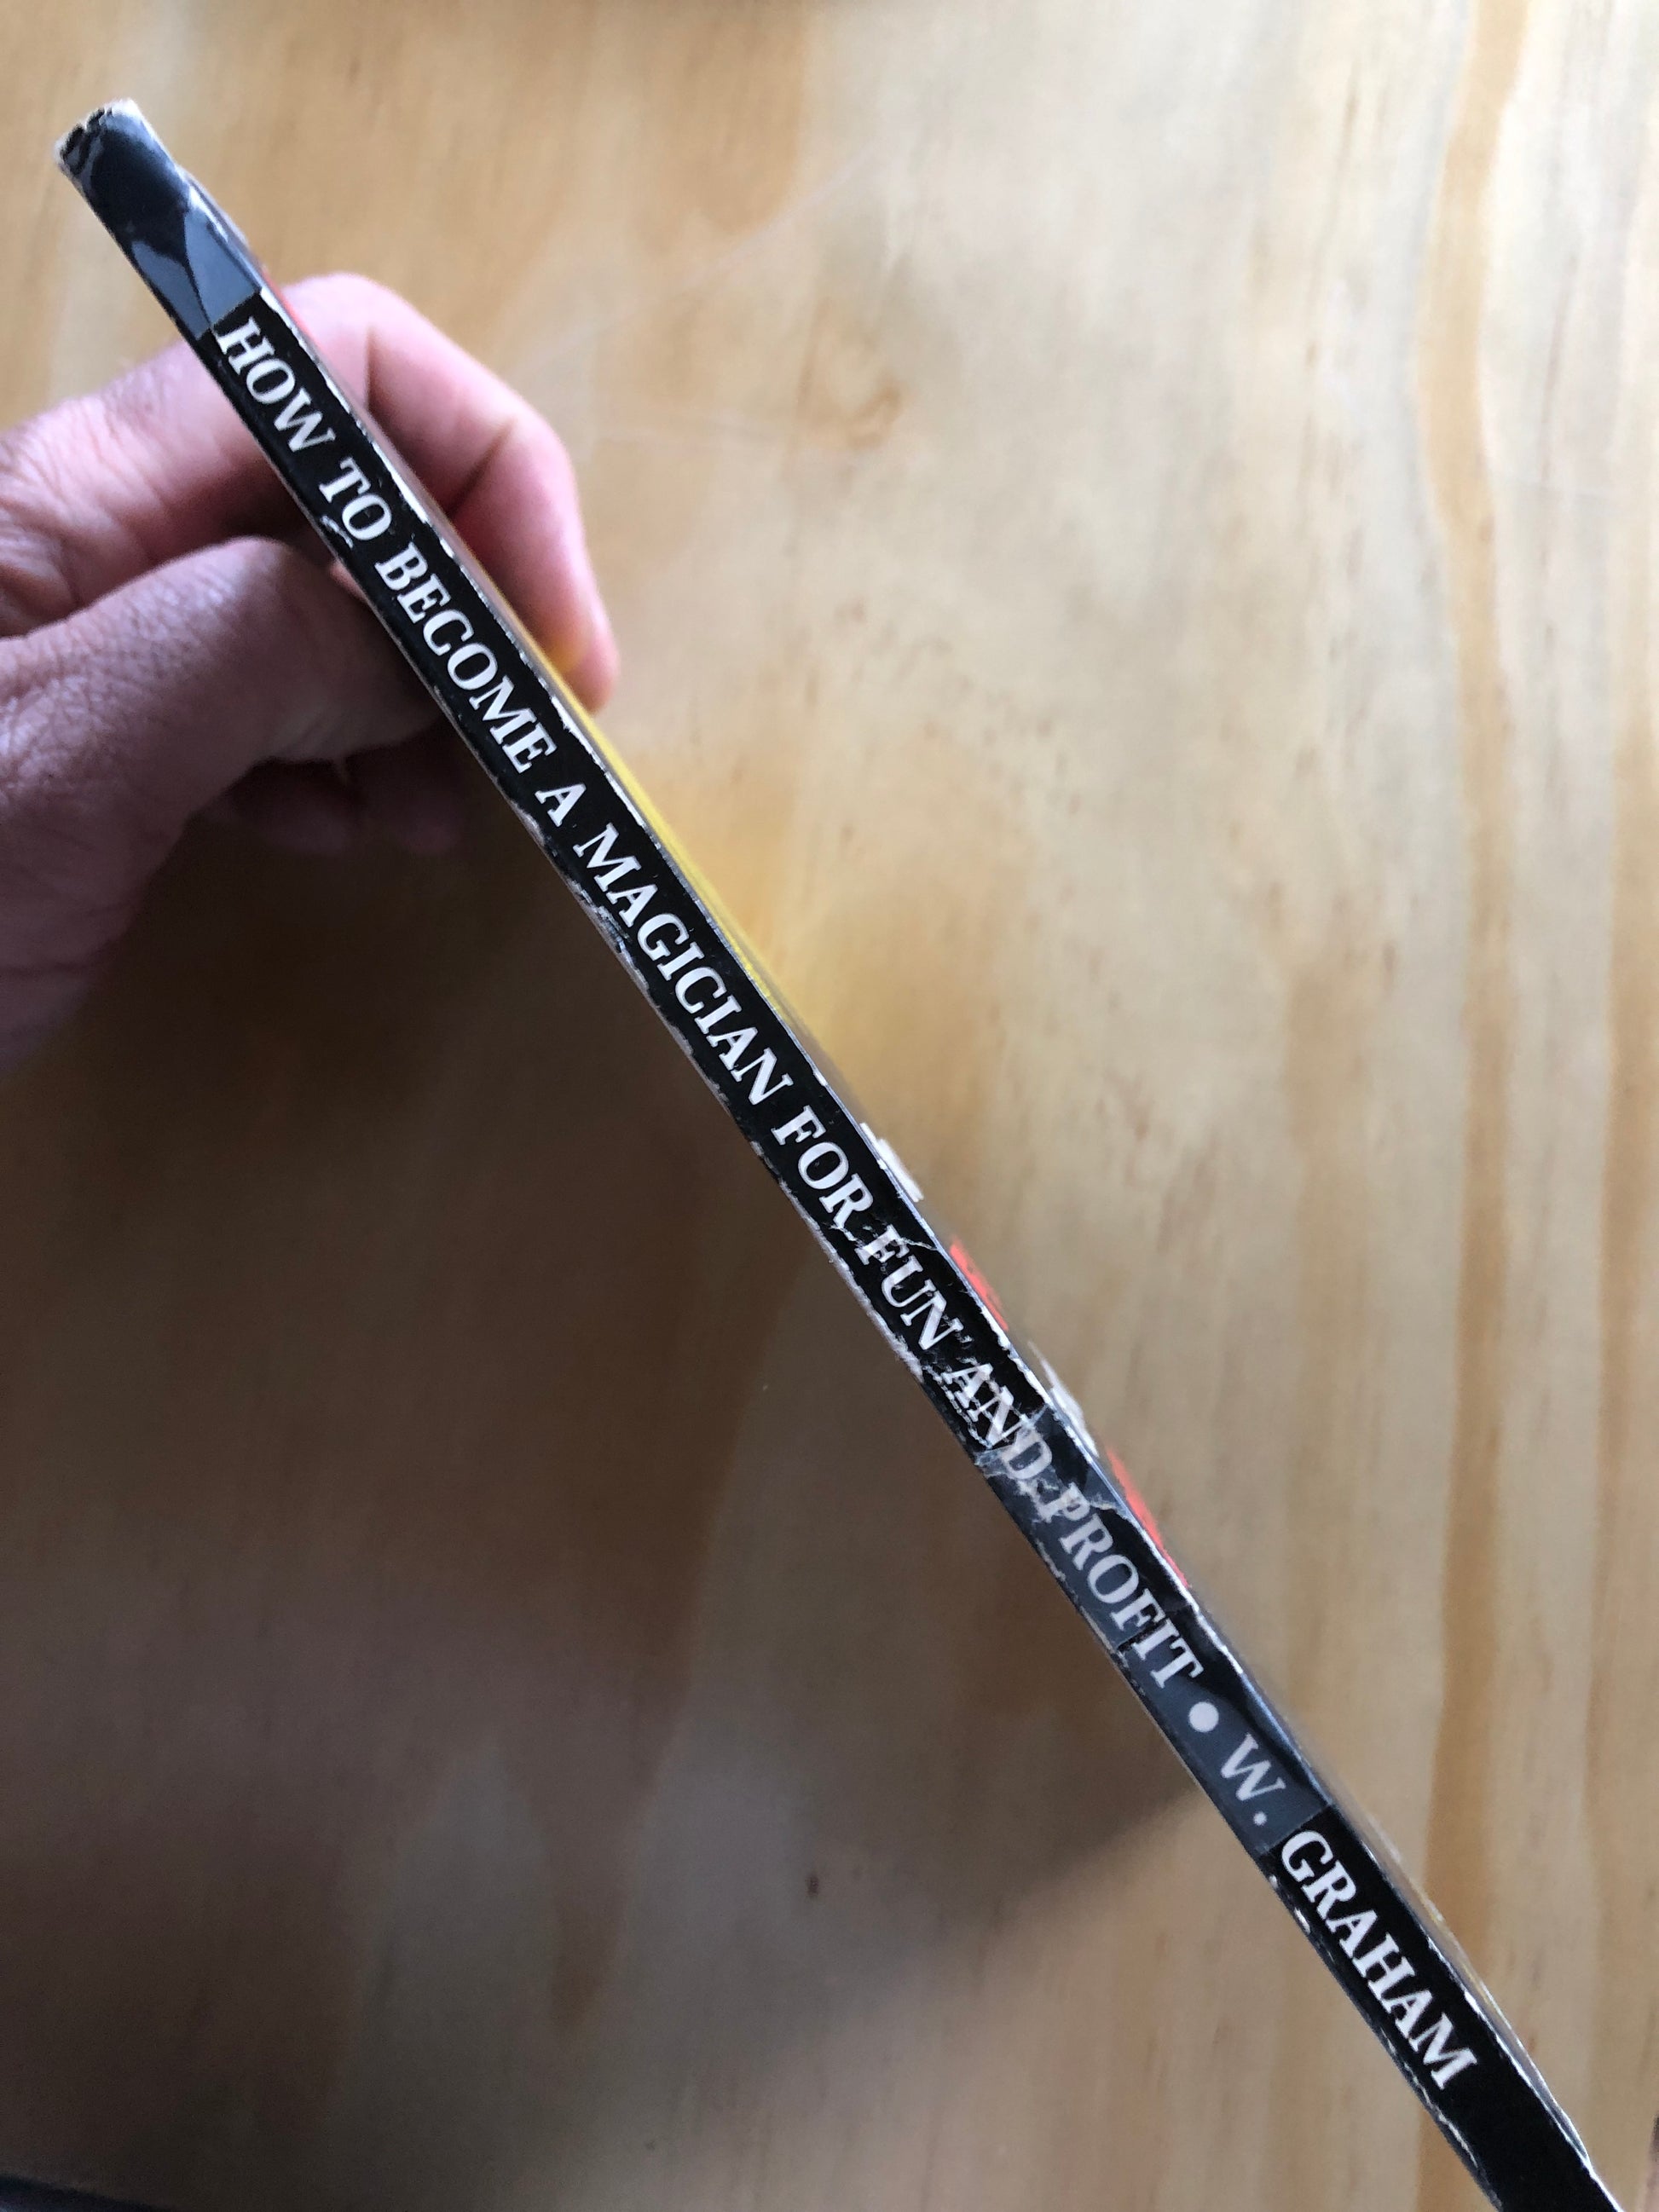 HOW TO BECOME A MAGICIAN FOR FUN AND PROFIT • W. GRAHAM